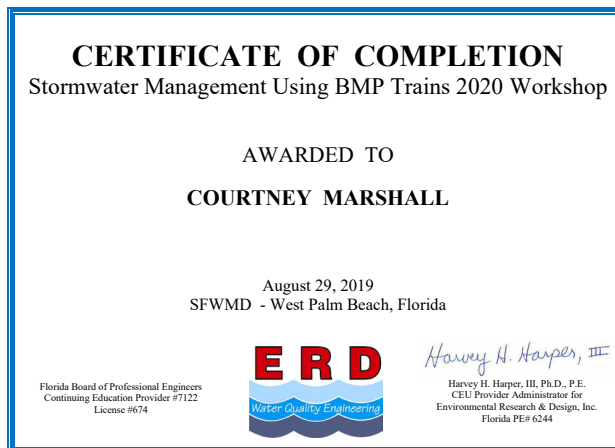 CERTIFICATE OF COMPLETION
Stormwater Management Using BMP Trains 2020 Workshop
AWARDED TO
COURTNEY MARSHALL
August 29, 2019
SFWMD - West Palm Beach, Florida
Florida Board of Professional Engineers
Continuing Education Provider #7122
License #674
E R D
Water Quality Engineering
Harvey H. Harper, III
Harvey H. Harper, III, Ph.D., P.E.
CEU Provider Administrator for
Environmental Research & Design, Inc.
Florida PE# 6244